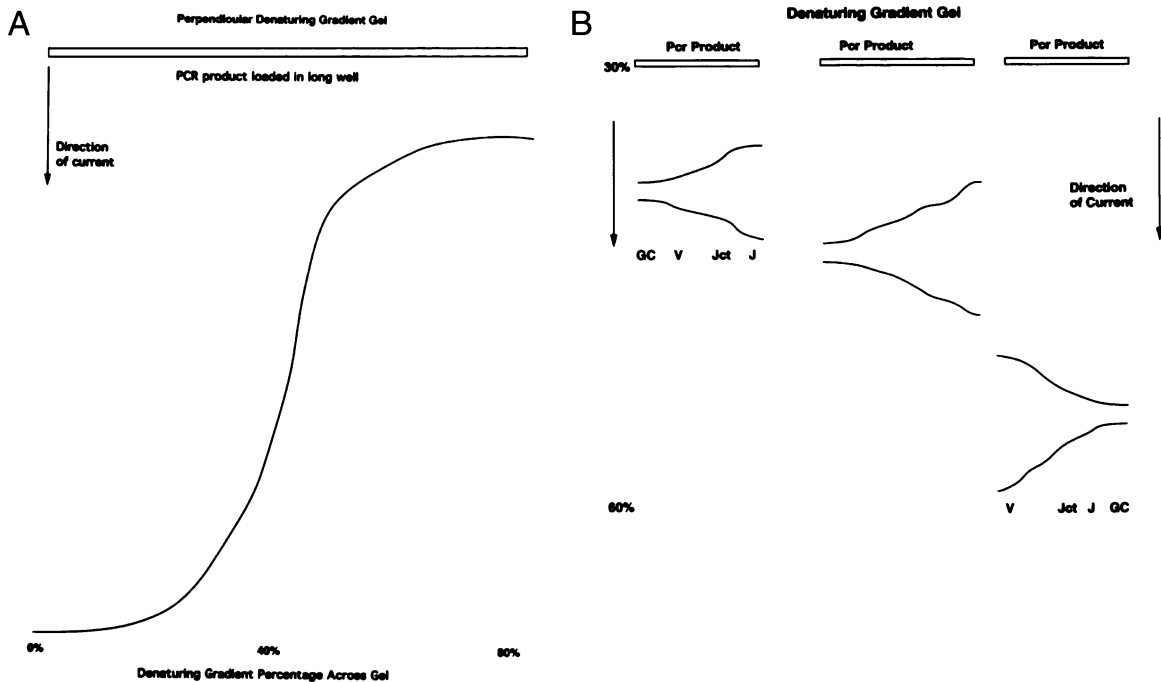 A
Perpendicular Denaturing Gradient Gel
PCR product loaded in long well
Direction
of current
0%
40%
80%
Denaturing Gradient Percentage Across Gel
B
Denaturing Gradient Gel
Pcr Product
Pcr Product
Pcr Product
30%
Direction
of Current
GC V Jct J
60%
V Jct J GC